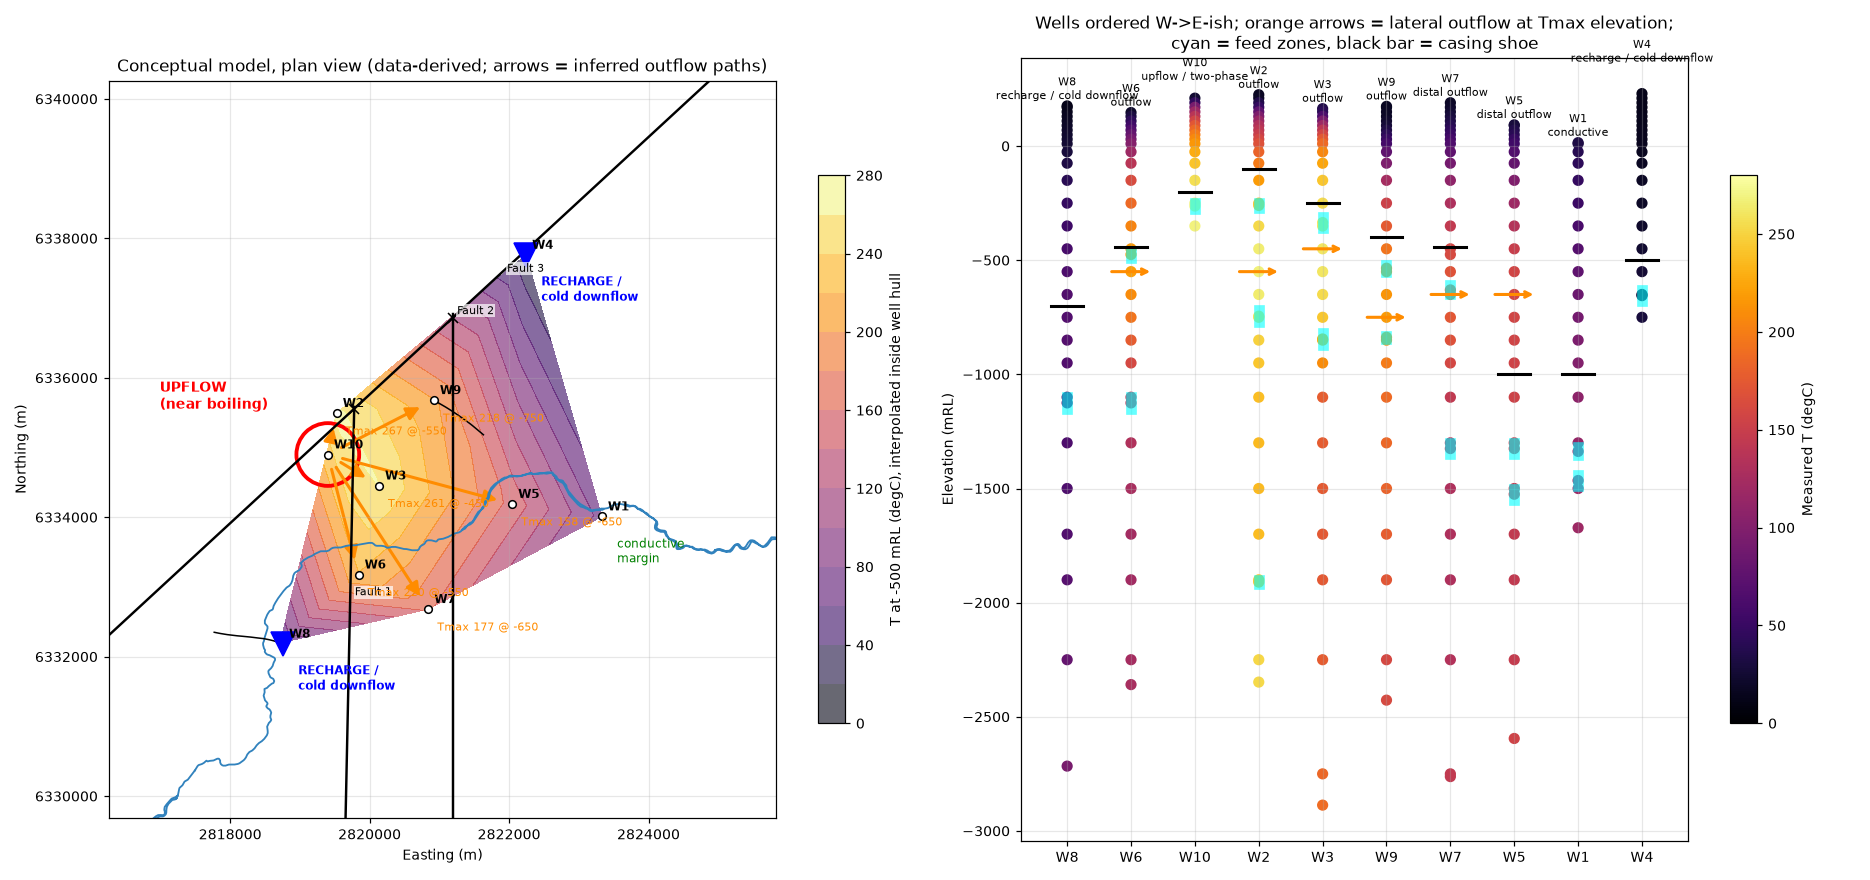 Conceptual model, plan view (data-derived; arrows = inferred outflow paths)
Northing (m)
6340000
6338000
6336000
6334000
6332000
6330000
2818000
2820000
2822000
2824000
Easting (m)
W4
Fault 3
RECHARGE /
cold downflow
Fault 2
UPFLOW
(near boiling)
W9
W2
Tmax 267 @ -550
W10
W3
Tmax 261 @
W5
-650
W1
conductive
margin
W6
Fault 1
W7
Tmax 177 @ -650
W8
RECHARGE /
cold downflow
280
240
200
160
120
80
40
0
T at -500 mRL (degC), interpolated inside well hull
Wells ordered W->E-ish; orange arrows = lateral outflow at Tmax elevation;
cyan = feed zones, black bar = casing shoe
W8
recharge / cold downflow
W6
outflow
W10
upflow / two-phase
W2
outflow
W3
outflow
W9
outflow
W7
distal outflow
W5
distal outflow
W1
conductive
W4
recharge / cold downflow
Elevation (mRL)
0
−500
−1000
−1500
−2000
−2500
−3000
W8
W6
W10
W2
W3
W9
W7
W5
W1
W4
250
200
150
100
50
0
Measured T (degC)